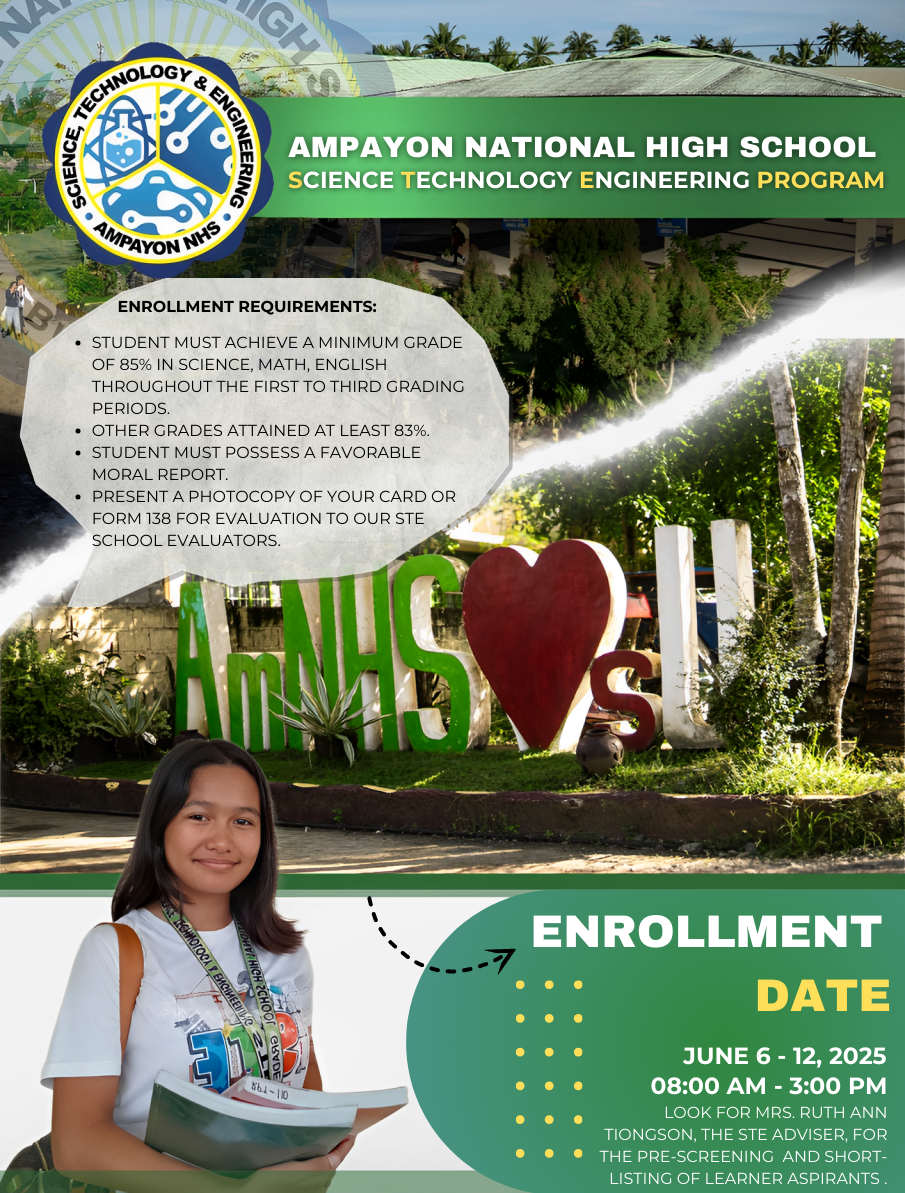 NA
HIGH S
SCIENCE, TECHNOLOGY & ENGINEERING
AMPAYON NHS
AMPAYON NATIONAL HIGH SCHOOL
SCIENCE TECHNOLOGY ENGINEERING PROGRAM
ENROLLMENT REQUIREMENTS:
• STUDENT MUST ACHIEVE A MINIMUM GRADE
OF 85% IN SCIENCE, MATH, ENGLISH
THROUGHOUT THE FIRST TO THIRD GRADING
PERIODS.
• OTHER GRADES ATTAINED AT LEAST 83%.
• STUDENT MUST POSSESS A FAVORABLE
MORAL REPORT.
• PRESENT A PHOTOCOPY OF YOUR CARD OR
FORM 138 FOR EVALUATION TO OUR STE
SCHOOL EVALUATORS.
AmNHS ♥s U
ENROLLMENT
DATE
JUNE 6 - 12, 2025
08:00 AM - 3:00 PM
LOOK FOR MRS. RUTH ANN
TIONGSON, THE STE ADVISER, FOR
THE PRE-SCREENING  AND SHORT-
LISTING OF LEARNER ASPIRANTS .